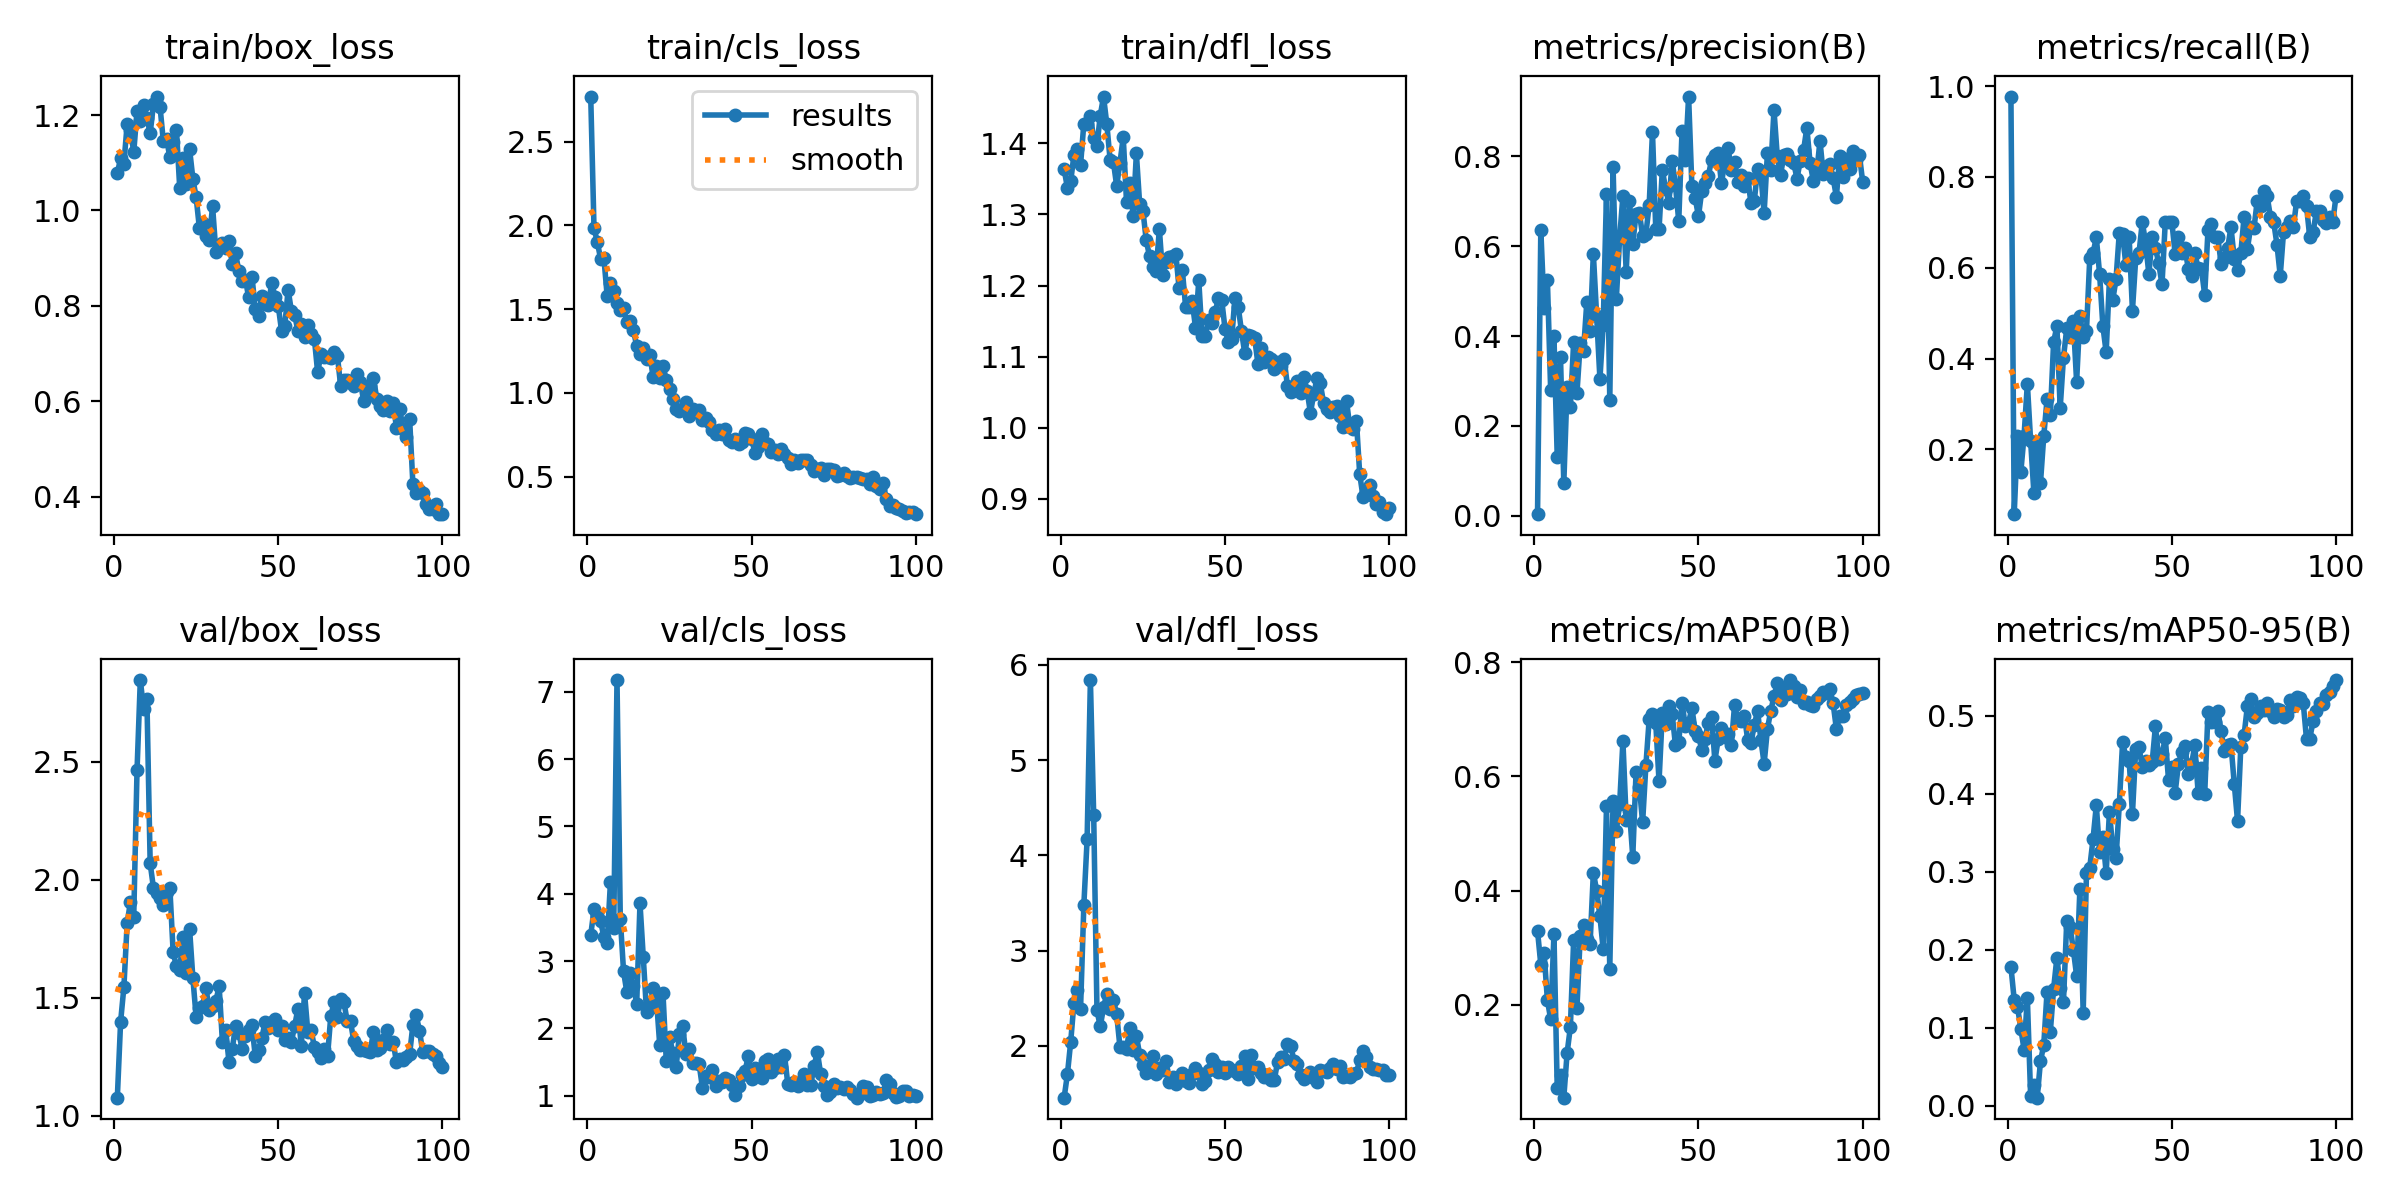 train/box_loss
1.2
1.0
0.8
0.6
0.4
0 50 100
train/cls_loss
results
smooth
2.5
2.0
1.5
1.0
0.5
0 50 100
train/dfl_loss
1.4
1.3
1.2
1.1
1.0
0.9
0 50 100
metrics/precision(B)
0.8
0.6
0.4
0.2
0.0
0 50 100
metrics/recall(B)
1.0
0.8
0.6
0.4
0.2
0 50 100
val/box_loss
2.5
2.0
1.5
1.0
0 50 100
val/cls_loss
7
6
5
4
3
2
1
0 50 100
val/dfl_loss
6
5
4
3
2
0 50 100
metrics/mAP50(B)
0.8
0.6
0.4
0.2
0 50 100
metrics/mAP50-95(B)
0.5
0.4
0.3
0.2
0.1
0.0
0 50 100